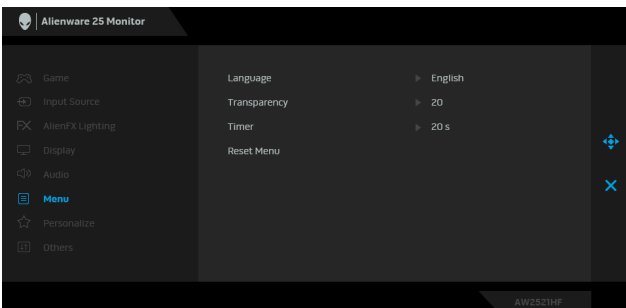 Alienware 25 Monitor
Game
Input Source
FX AlienFX Lighting
Display
Audio
Menu
Personalize
Others
Language English
Transparency 20
Timer 20 s
Reset Menu
AW2521HF